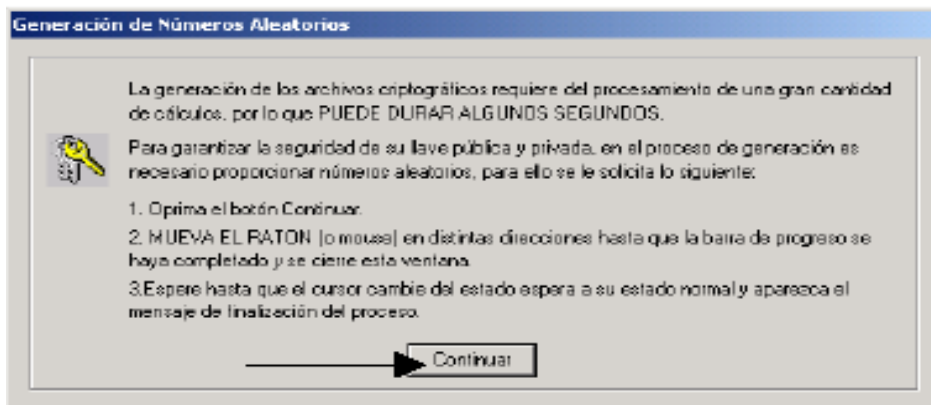 Generación de Números Aleatorios
La generación de los archivos criptográficos requiere del procesamiento de una gran cantidad
de cálculos, por lo que PUEDE DURAR ALGUNOS SEGUNDOS.
Para garantizar la seguridad de su llave pública y privada, en el proceso de generación es
necesario proporcionar números aleatorios, para ello se le solicita lo siguiente:
1. Oprima el botón Continuar.
2. MUEVA EL RATON (o mouse) en distintas direcciones hasta que la barra de progreso se
haya completado y se cierre esta ventana.
3.Espere hasta que el cursor cambie del estado espera a su estado normal y aparezca el
mensaje de finalización del proceso.
Continuar